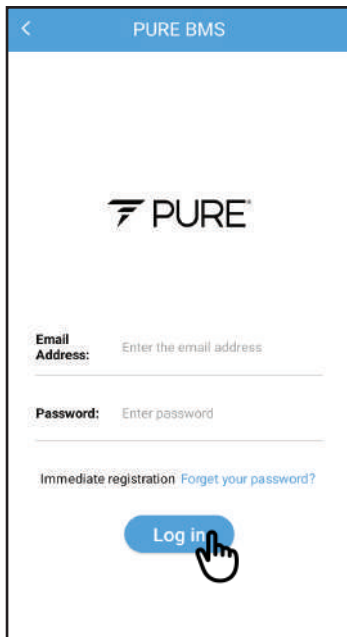 PURE BMS
PURE
Email
Address:
Enter the email address
Password:
Enter password
Immediate registration Forget your password?
Log in